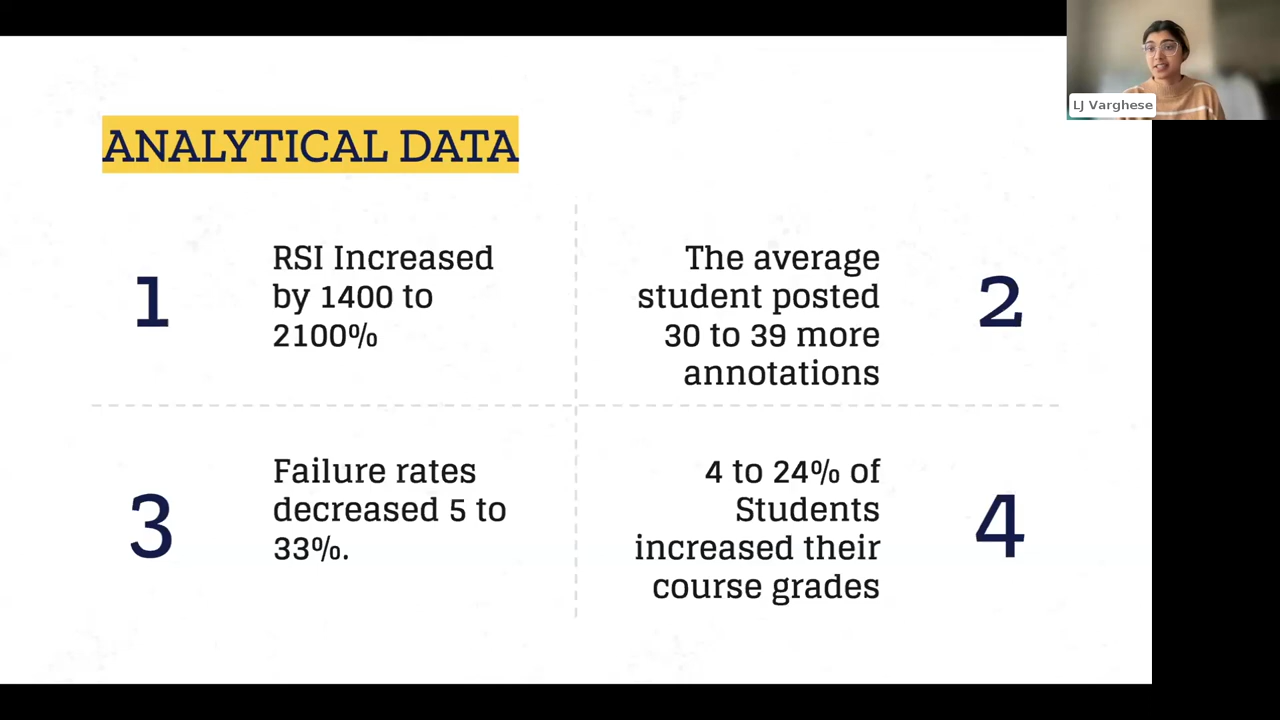 LJ Varghese
ANALYTICAL DATA
1
RSI Increased
by 1400 to
2100%
The average
student posted
30 to 39 more
annotations
2
3
Failure rates
decreased 5 to
33%.
4 to 24% of
Students
increased their
course grades
4